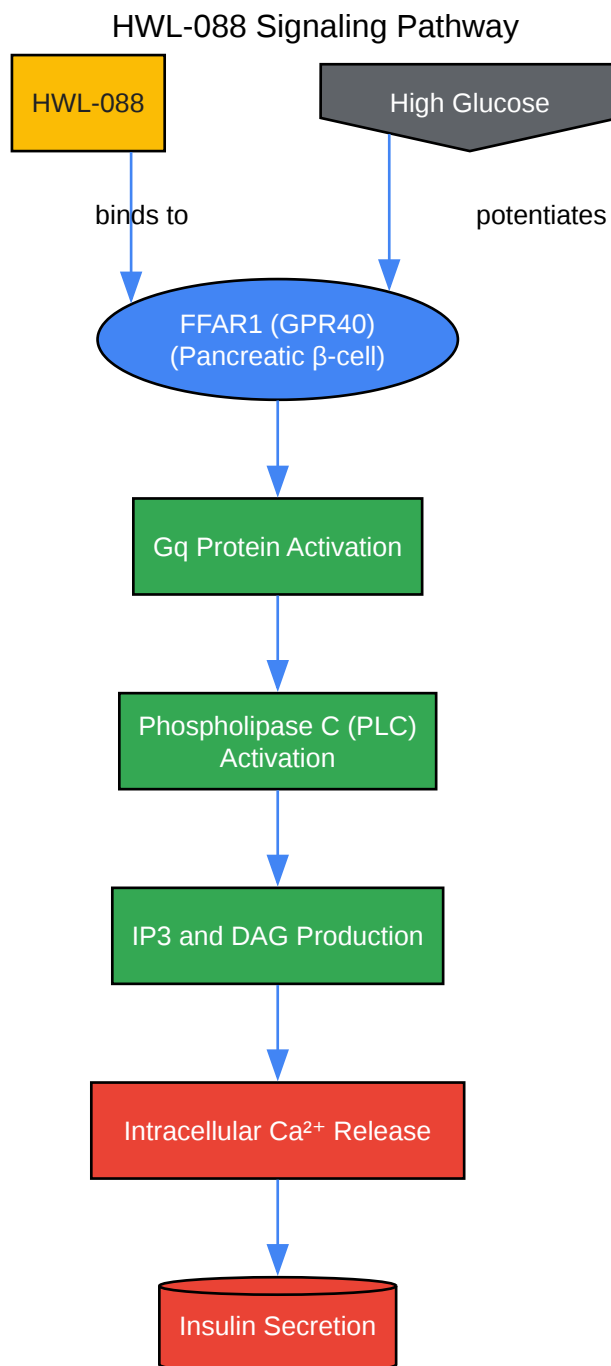 HWL-088 Signaling Pathway
HWL-088
High Glucose
binds to
potentiates
FFAR1 (GPR40)
(Pancreatic β-cell)
Gq Protein Activation
Phospholipase C (PLC)
Activation
IP3 and DAG Production
Intracellular Ca²⁺ Release
Insulin Secretion